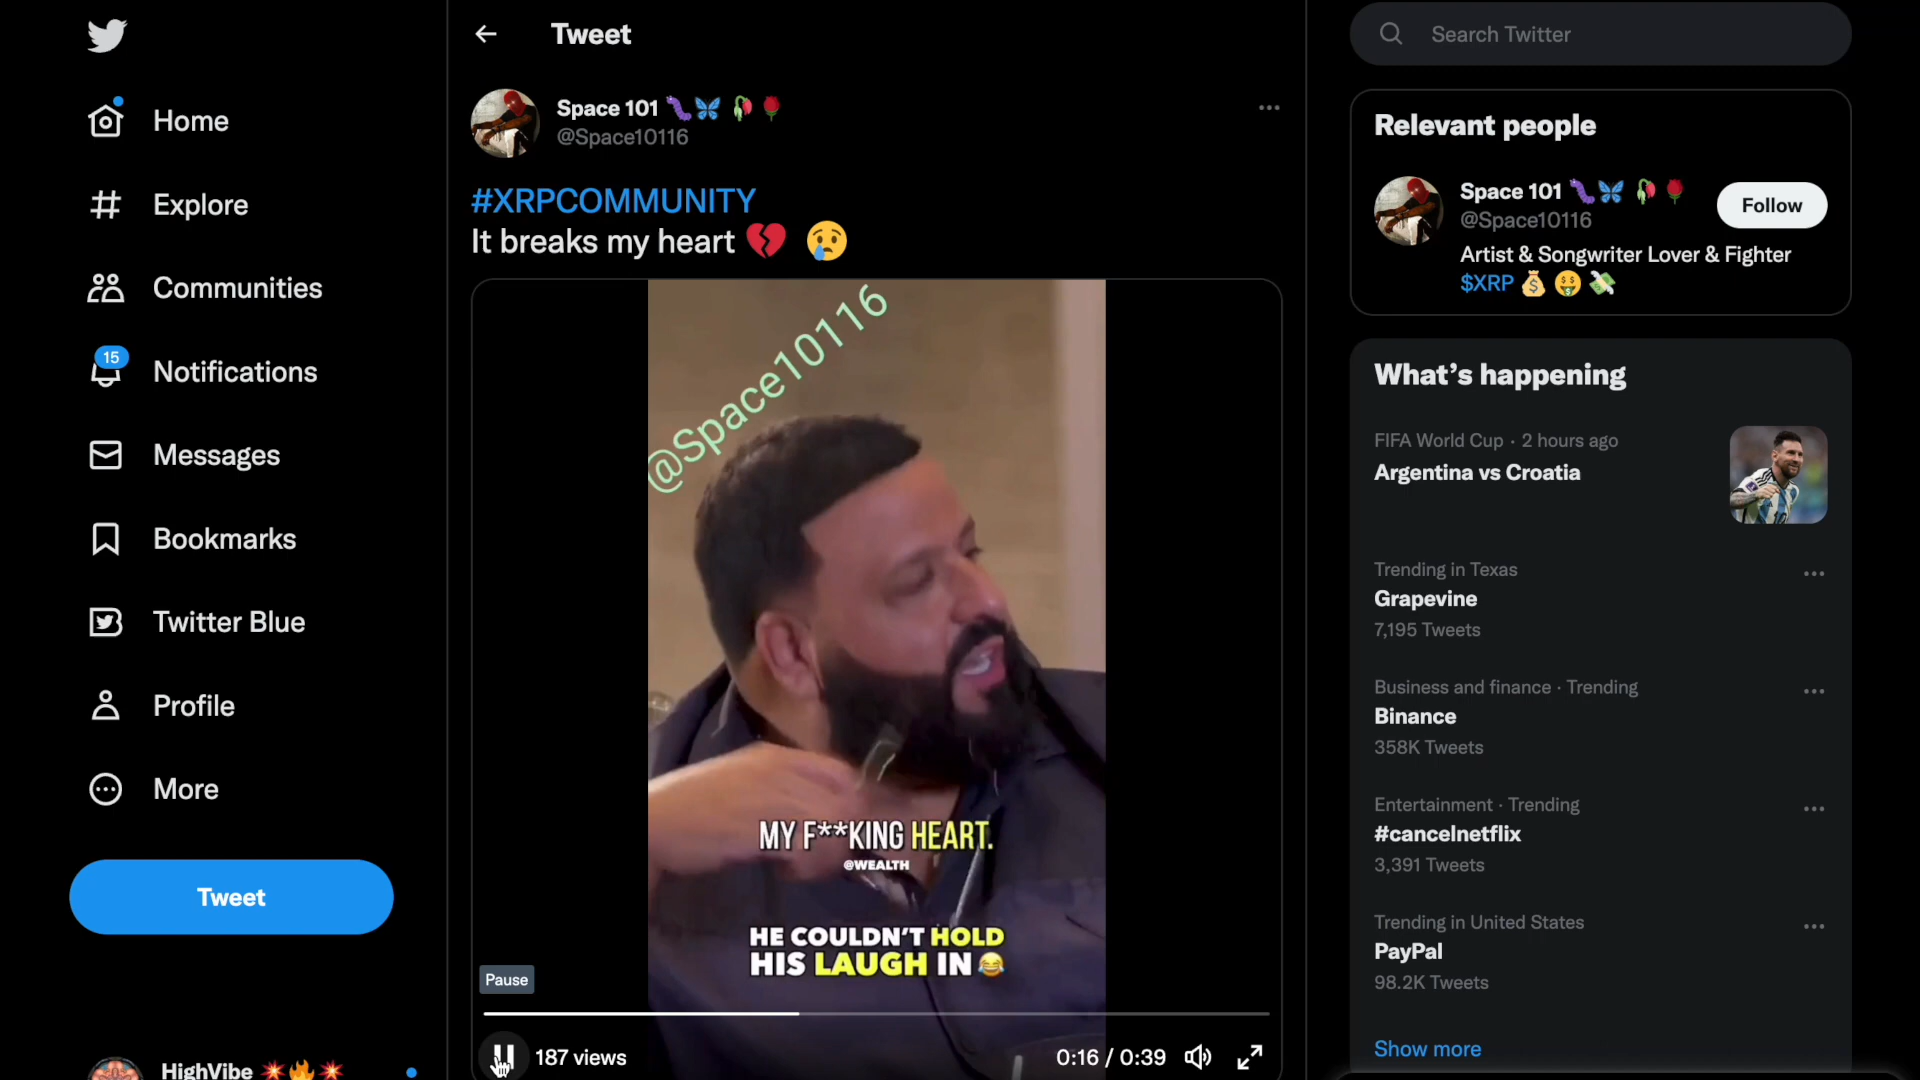 Home
Explore
Communities
15
Notifications
Messages
Bookmarks
Twitter Blue
Profile
More
Tweet
HighVibe 💥🔥💥
Tweet
Space 101 🐛🦋 🥀🌹
@Space10116
#XRPCOMMUNITY
It breaks my heart 💔 😢
@Space10116
MY F**KING HEART.
@WEALTH
HE COULDN'T HOLD
HIS LAUGH IN 😂
Pause
187 views
0:16 / 0:39
Search Twitter
Relevant people
Space 101 🐛🦋 🥀🌹
@Space10116
Follow
Artist & Songwriter Lover & Fighter
$XRP 💰 🤑 💸
What's happening
FIFA World Cup · 2 hours ago
Argentina vs Croatia
Trending in Texas
Grapevine
7,195 Tweets
Business and finance · Trending
Binance
358K Tweets
Entertainment · Trending
#cancelnetflix
3,391 Tweets
Trending in United States
PayPal
98.2K Tweets
Show more